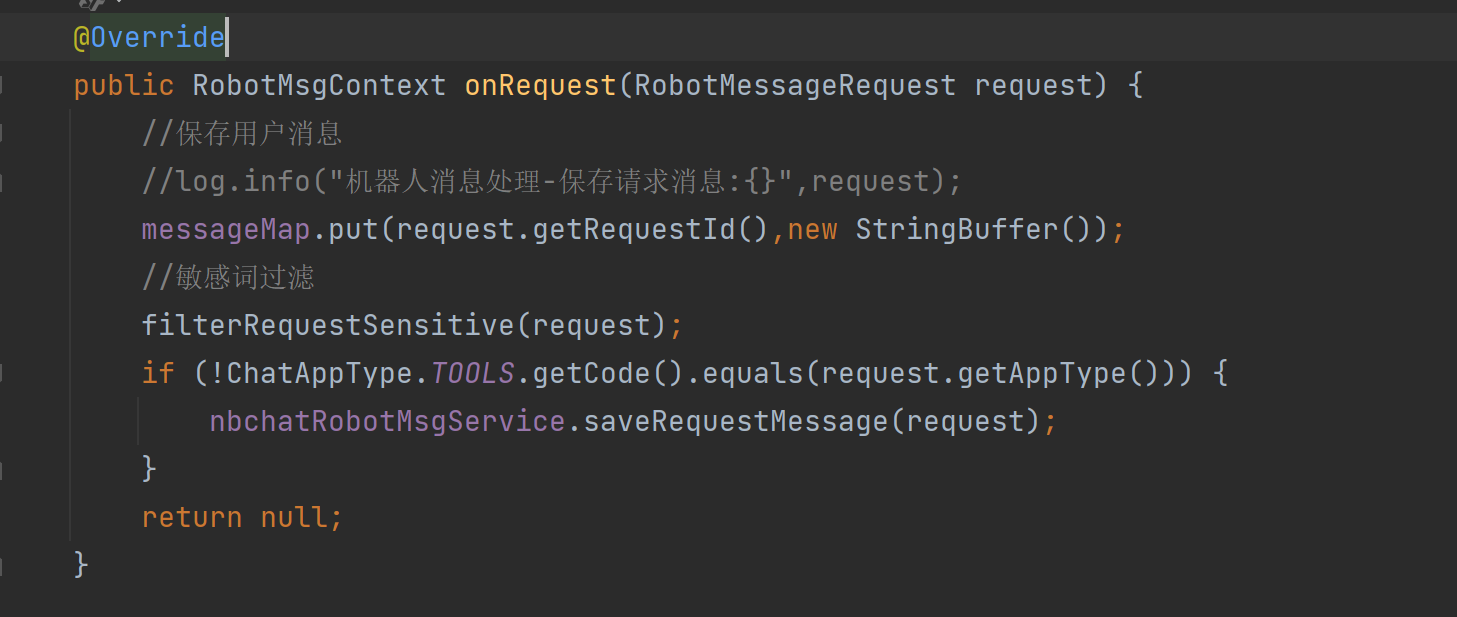 @Override
public RobotMsgContext onRequest(RobotMessageRequest request) {
//保存用户消息
//log.info("机器人消息处理-保存请求消息:{}",request);
messageMap.put(request.getRequestId(),new StringBuffer());
//敏感词过滤
filterRequestSensitive(request);
if (!ChatAppType.TOOLS.getCode().equals(request.getAppType())) {
nbchatRobotMsgService.saveRequestMessage(request);
}
return null;
}